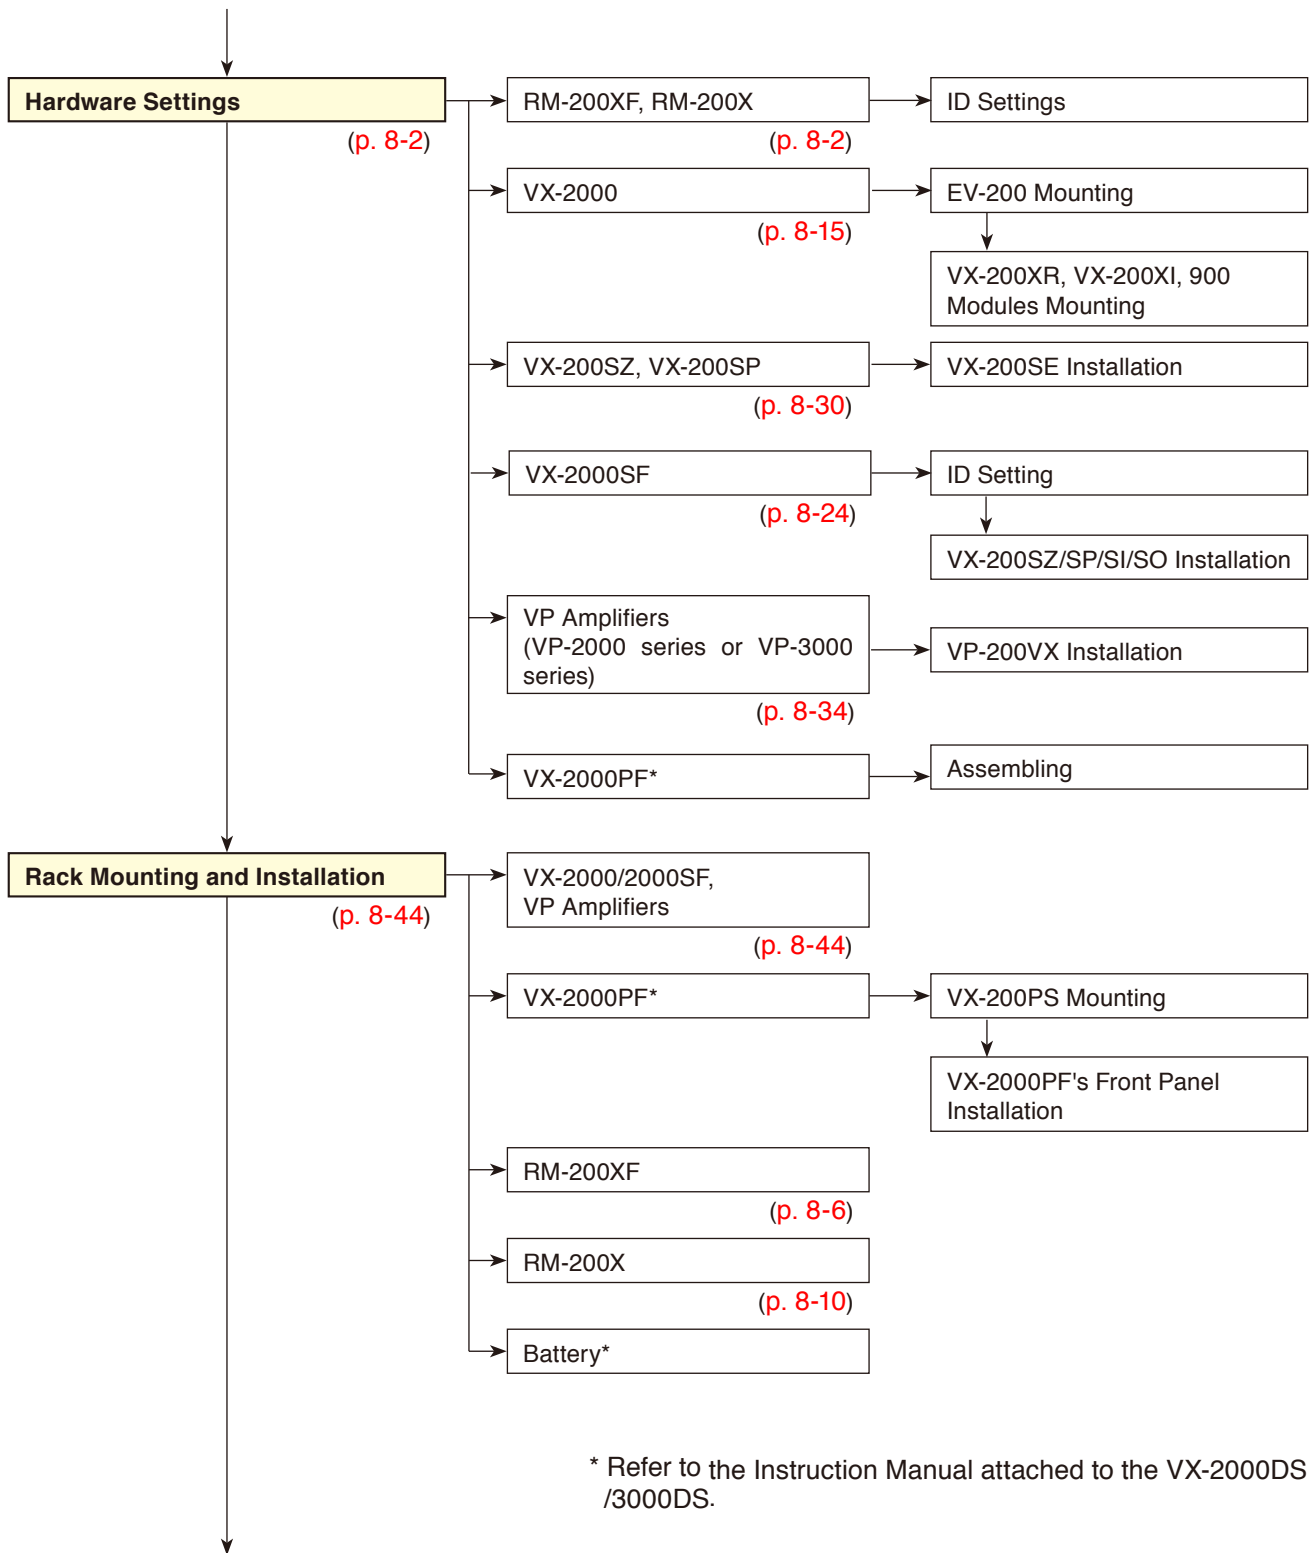 Hardware Settings
(p. 8-2)
RM-200XF, RM-200X
(p. 8-2)
ID Settings
VX-2000
(p. 8-15)
EV-200 Mounting
VX-200XR, VX-200XI, 900
Modules Mounting
VX-200SZ, VX-200SP
(p. 8-30)
VX-200SE Installation
VX-2000SF
(p. 8-24)
ID Setting
VX-200SZ/SP/SI/SO Installation
VP Amplifiers
(VP-2000 series or VP-3000
series)
(p. 8-34)
VP-200VX Installation
VX-2000PF*
Assembling
Rack Mounting and Installation
(p. 8-44)
VX-2000/2000SF,
VP Amplifiers
(p. 8-44)
VX-2000PF*
VX-200PS Mounting
VX-2000PF's Front Panel
Installation
RM-200XF
(p. 8-6)
RM-200X
(p. 8-10)
Battery*
* Refer to the Instruction Manual attached to the VX-2000DS
/3000DS.